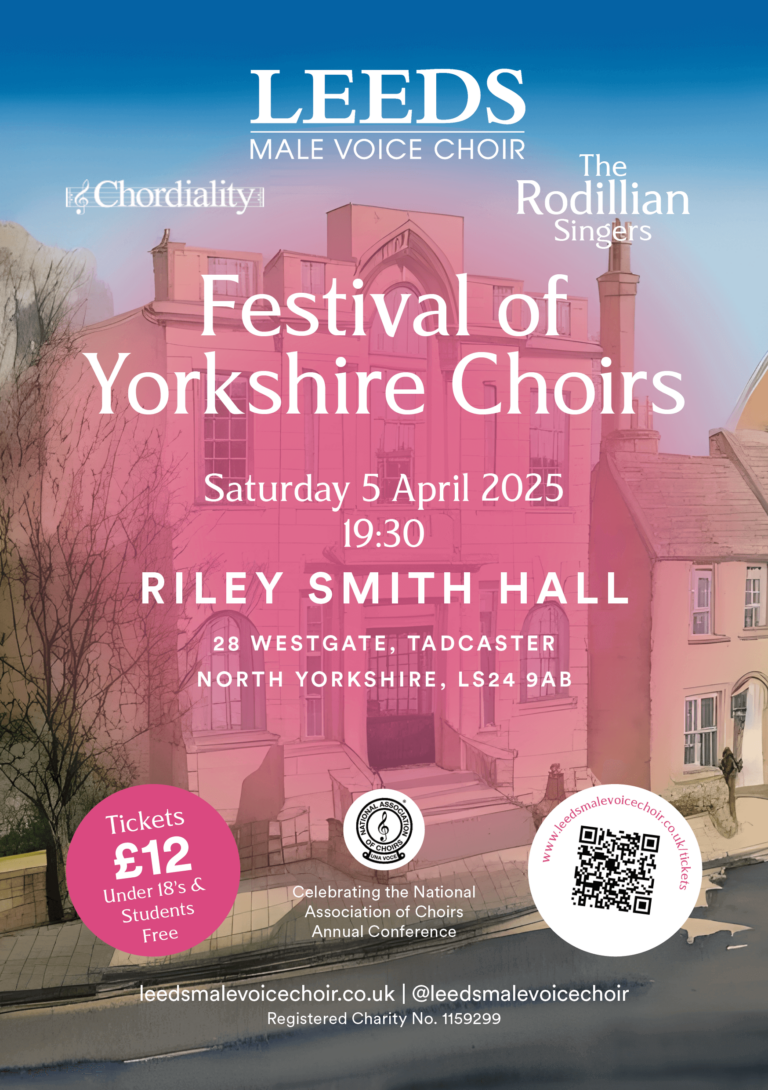 LEEDS
MALE VOICE CHOIR
Chordiality
The
Rodillian
Singers
Festival of
Yorkshire Choirs
Saturday 5 April 2025
19:30
RILEY SMITH HALL
28 WESTGATE, TADCASTER
NORTH YORKSHIRE, LS24 9AB
Tickets
£12
Under 18's &
Students
Free
NATIONAL ASSOCIATION
OF CHOIRS
UNA VOCE
Celebrating the National
Association of Choirs
Annual Conference
www.leedsmalevoicechoir.co.uk/tickets
leedsmalevoicechoir.co.uk | @leedsmalevoicechoir
Registered Charity No. 1159299